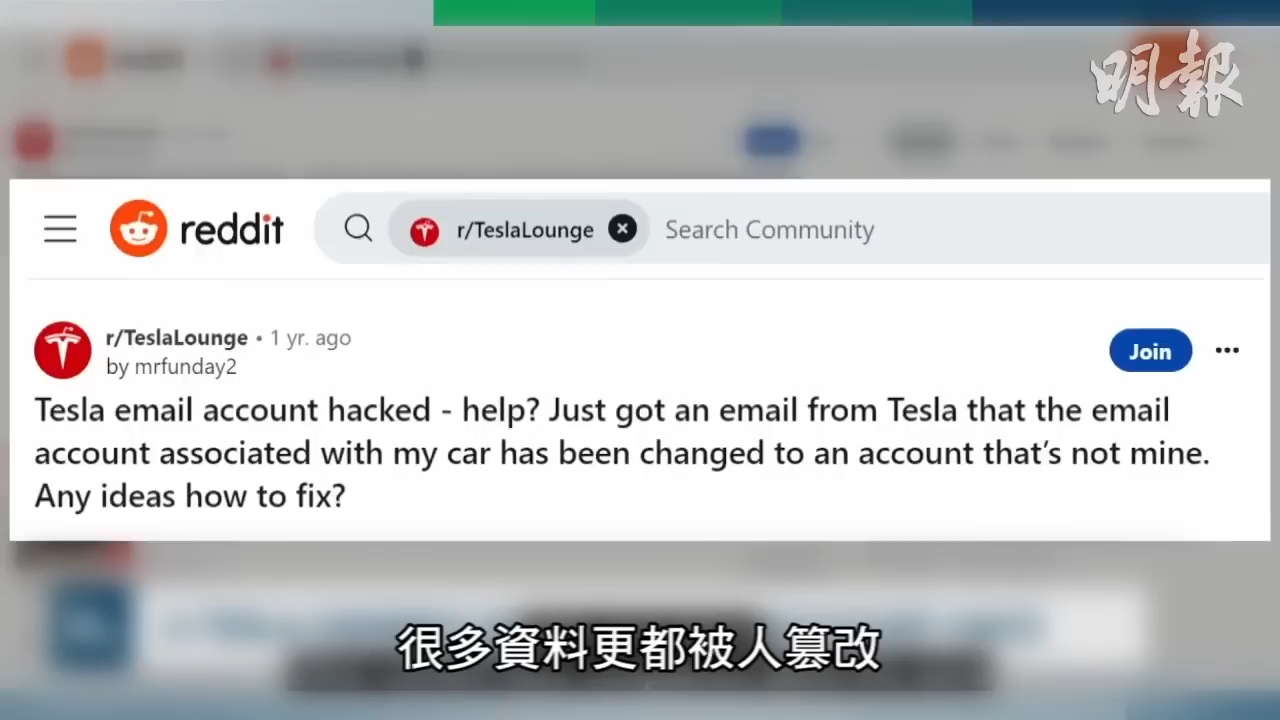 明報
reddit
r/TeslaLounge
Search Community
r/TeslaLounge • 1 yr. ago
by mrfunday2
Join
Tesla email account hacked - help? Just got an email from Tesla that the email
account associated with my car has been changed to an account that's not mine.
Any ideas how to fix?
很多資料更都被人篡改